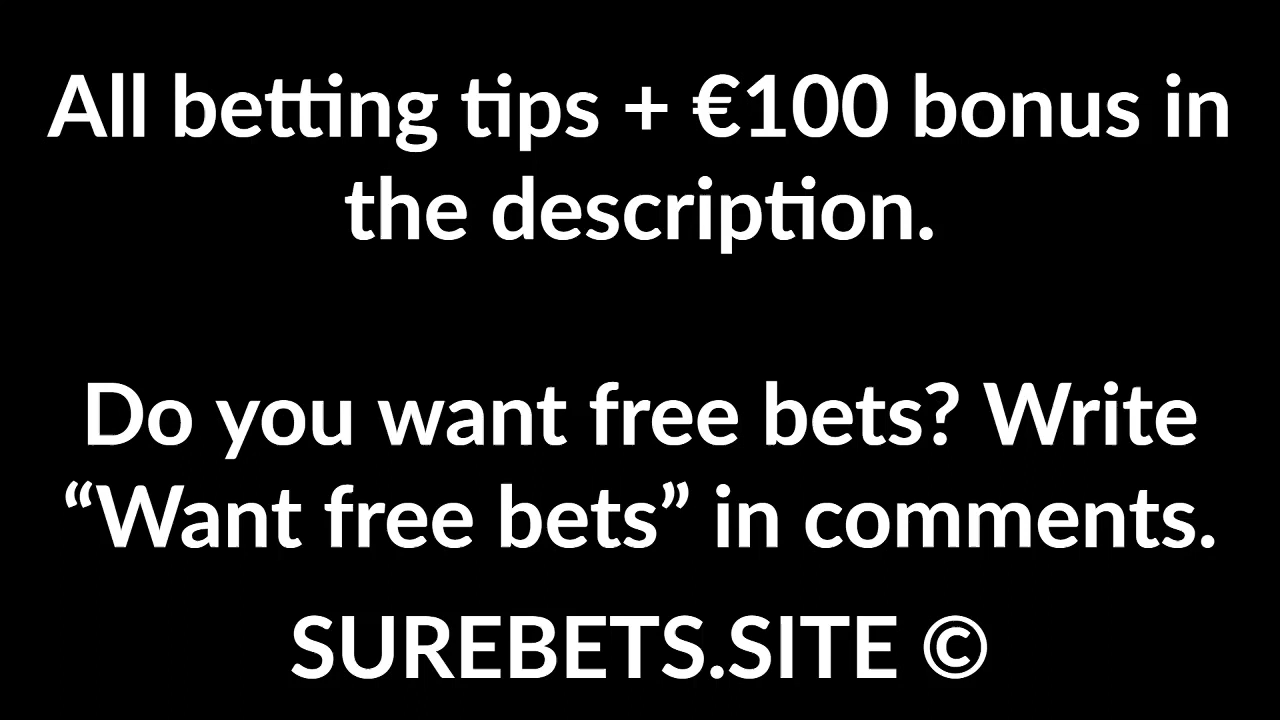 All betting tips + €100 bonus in
the description.
Do you want free bets? Write
“Want free bets” in comments.
SUREBETS.SITE ©